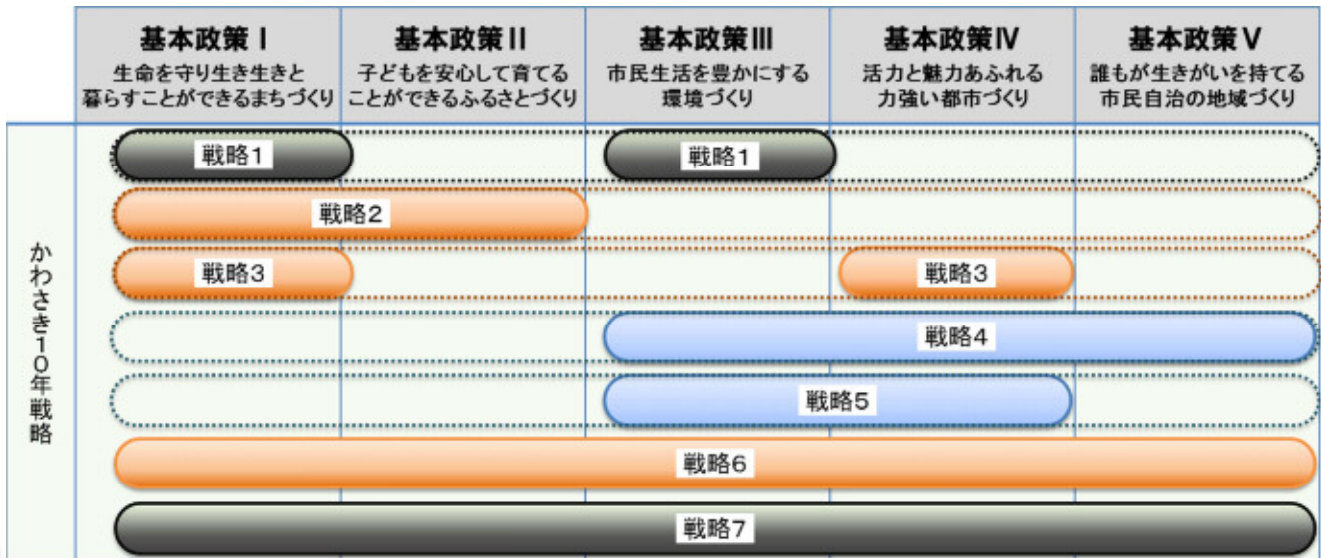 基本政策Ⅰ
生命を守り生き生きと
暮らすことができるまちづくり
基本政策Ⅱ
子どもを安心して育てる
ことができるふるさとづくり
基本政策Ⅲ
市民生活を豊かにする
環境づくり
基本政策Ⅳ
活力と魅力あふれる
力強い都市づくり
基本政策Ⅴ
誰もが生きがいを持てる
市民自治の地域づくり
かわさき10年戦略
戦略1
戦略1
戦略2
戦略3
戦略3
戦略4
戦略5
戦略6
戦略7